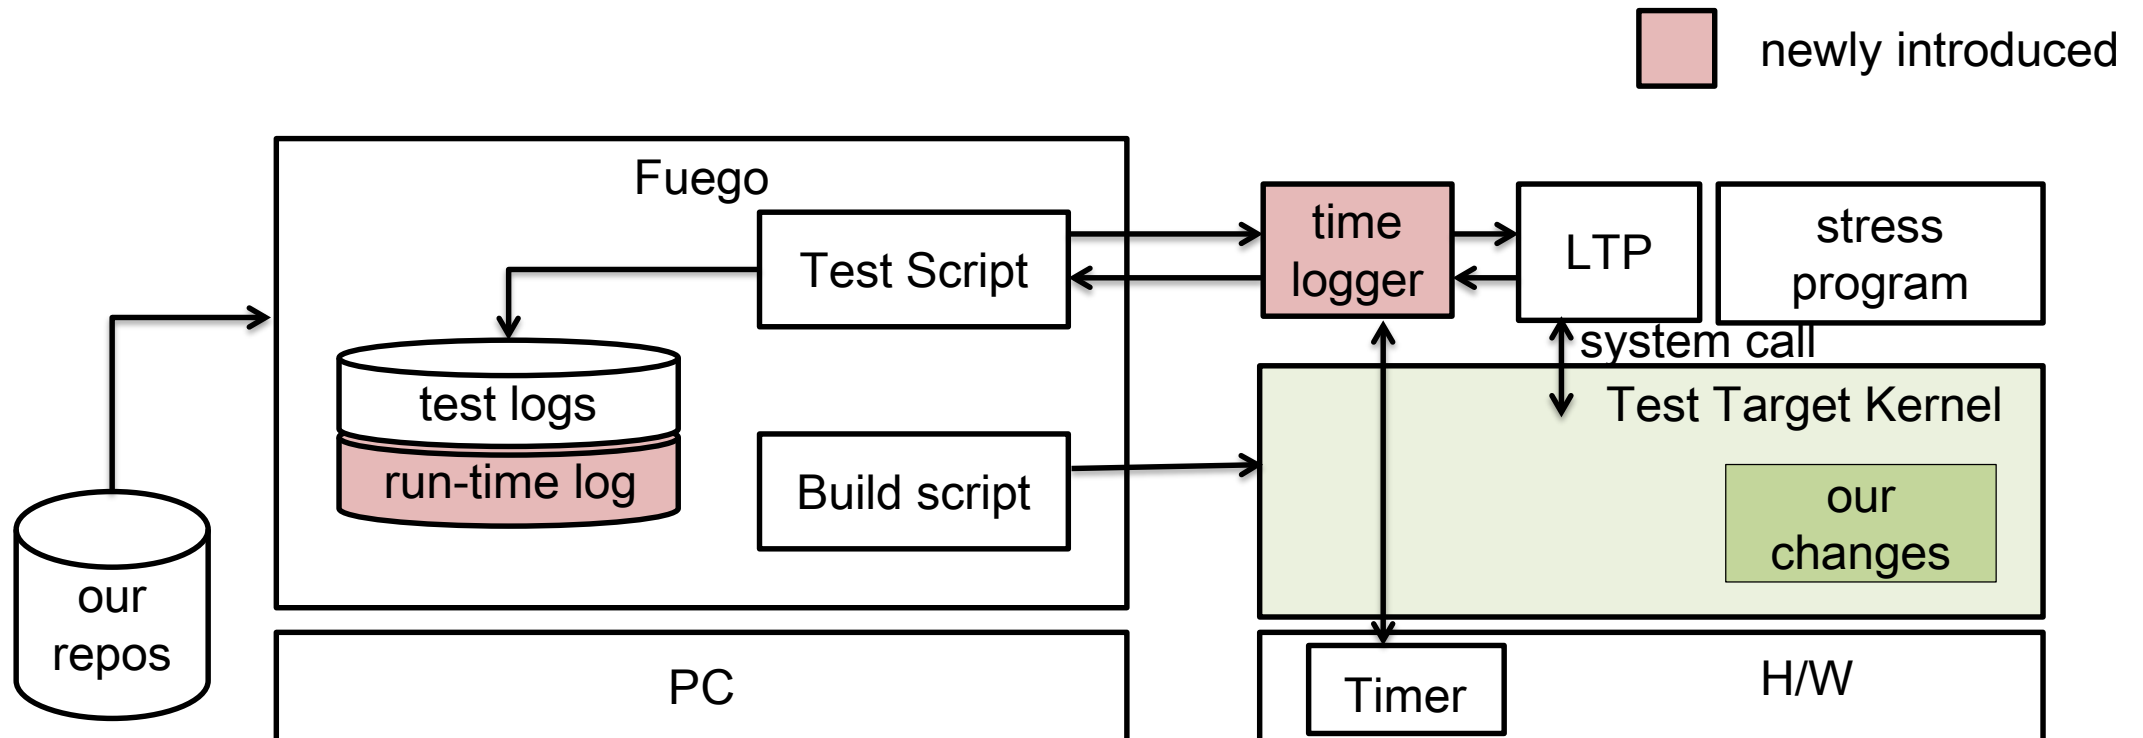 newly introduced
Fuego
Test Script
time
logger
LTP
stress
program
system call
test logs
run-time log
Build script
Test Target Kernel
our
changes
our
repos
PC
Timer
H/W